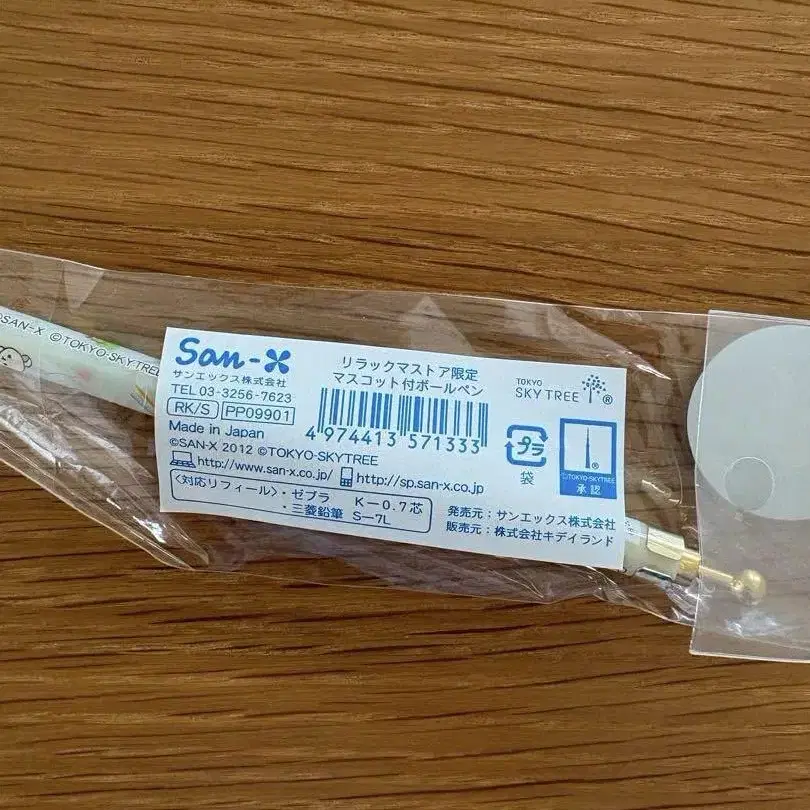 SAN-X ©TOKYO-SKYTREE
San-X
サンエックス株式会社
TEL 03-3256-7623
RK/S PP09901
Made in Japan
©SAN-X 2012 ©TOKYO-SKYTREE
http://www.san-x.co.jp/ http://sp.san-x.co.jp
〈対応リフィール〉・ゼブラ K-0.7芯
・三菱鉛筆 S-7L
リラックマストア限定
マスコット付ボールペン
4 974413 571333
TOKYO
SKYTREE ®
プラ
袋
®
©TOKYO-SKYTREE
承認
発売元：サンエックス株式会社
販売元：株式会社キデイランド